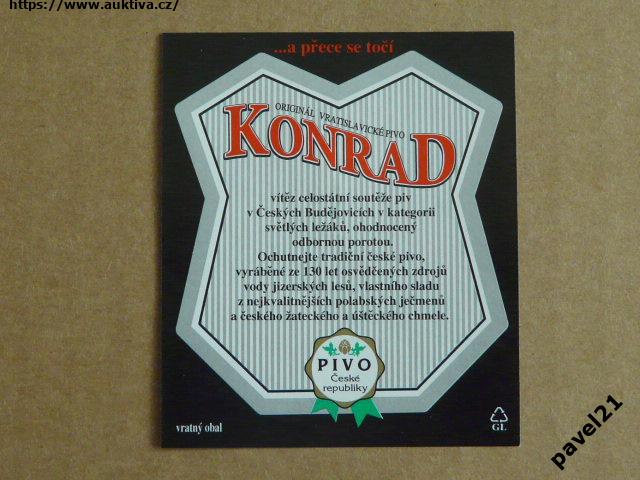 https://www.auktiva.cz/
...a přece se točí
ORIGINÁL VRATISLAVICKÉ PIVO
KONRAD
vítěz celostátní soutěže piv
v Českých Budějovicích v kategorii
světlých ležáků, ohodnocený
odbornou porotou.
Ochutnejte tradiční české pivo,
vyráběné ze 130 let osvědčených zdrojů
vody jizerských lesů, vlastního sladu
z nejkvalitnějších polabských ječmenů
a českého žateckého a úštěckého chmele.
PIVO
České
republiky
vratný obal
GL
pavel21